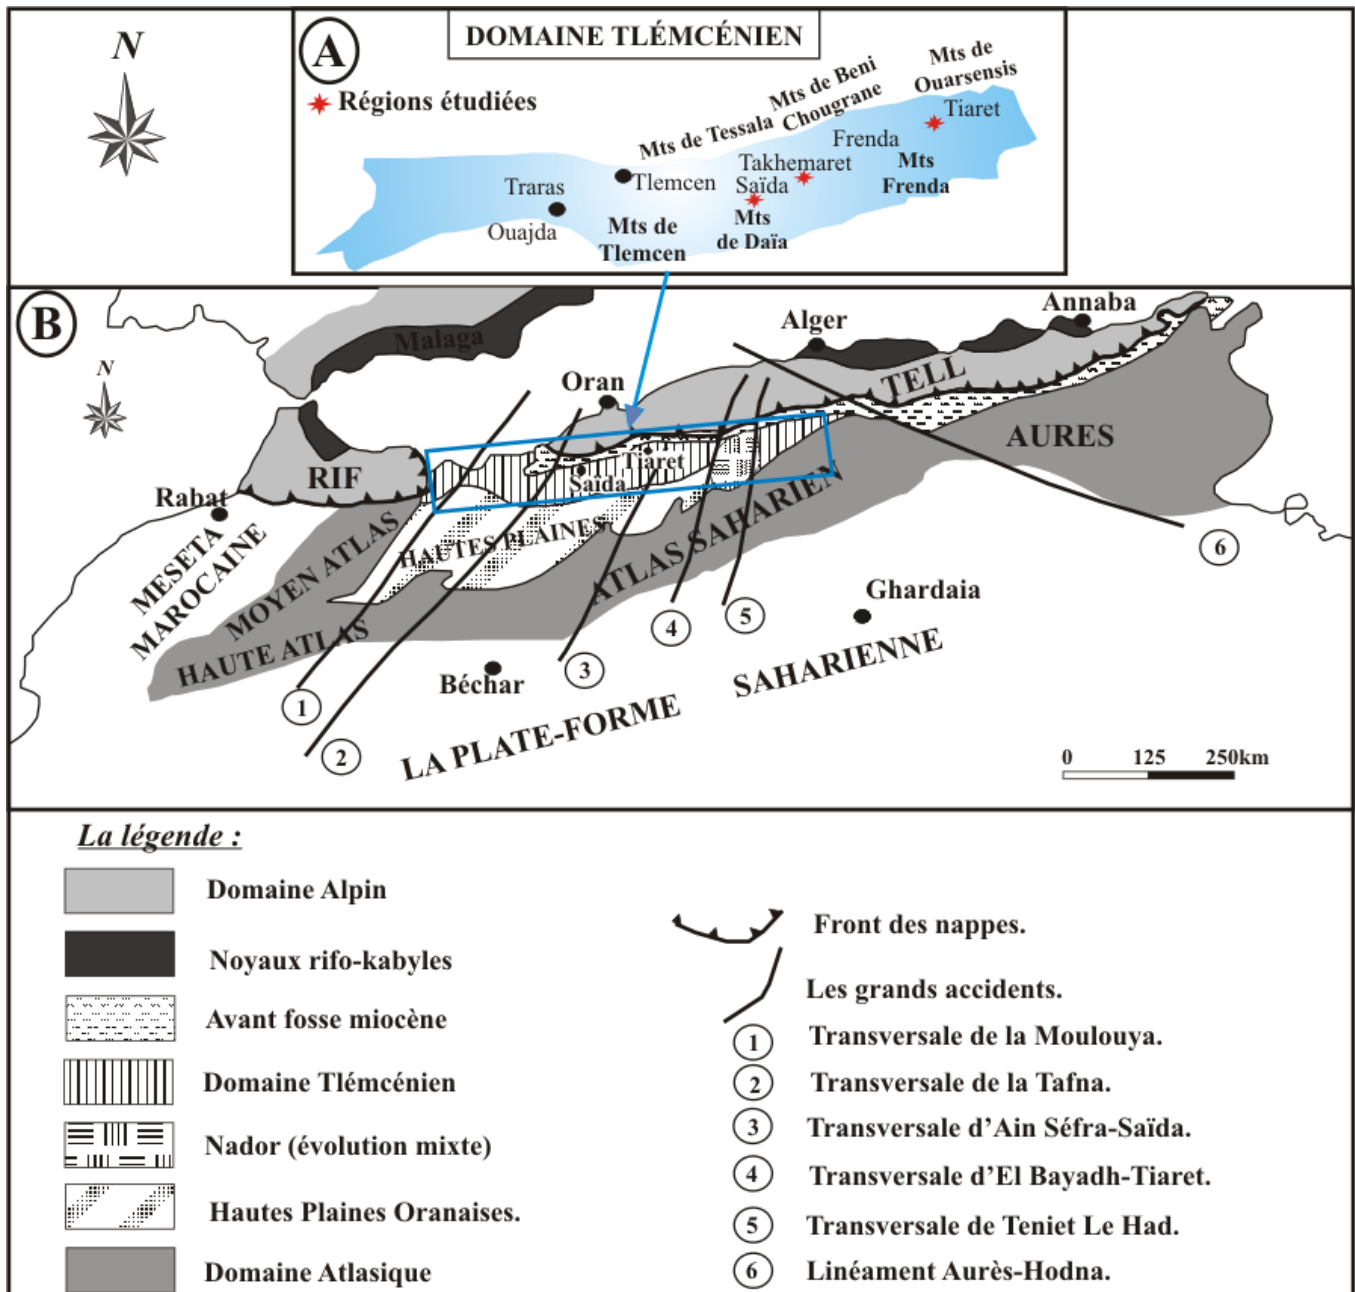 N
A
DOMAINE TLÉMCÉNIEN
Régions étudiées
Mts de Tessala
Mts de Beni
Chougrane
Mts de
Ouarsensis
Tiaret
Frenda
Mts
Frenda
Takhemaret
Saïda
Mts
de Daïa
Tlemcen
Traras
Ouajda
Mts de
Tlemcen
B
N
Malaga
Oran
Alger
Annaba
TELL
AURES
RIF
Rabat
Tiaret
Saïda
MESETA
MAROCAINE
MOYEN ATLAS
HAUTES PLAINES
ATLAS SAHARIEN
HAUTE ATLAS
Ghardaia
Béchar
LA PLATE-FORME SAHARIENNE
1
2
3
4
5
6
0 125 250km
La légende :
Domaine Alpin
Noyaux rifo-kabyles
Avant fosse miocène
Domaine Tlémcénien
Nador (évolution mixte)
Hautes Plaines Oranaises.
Domaine Atlasique
Front des nappes.
Les grands accidents.
1 Transversale de la Moulouya.
2 Transversale de la Tafna.
3 Transversale d'Ain Séfra-Saïda.
4 Transversale d'El Bayadh-Tiaret.
5 Transversale de Teniet Le Had.
6 Linéament Aurès-Hodna.